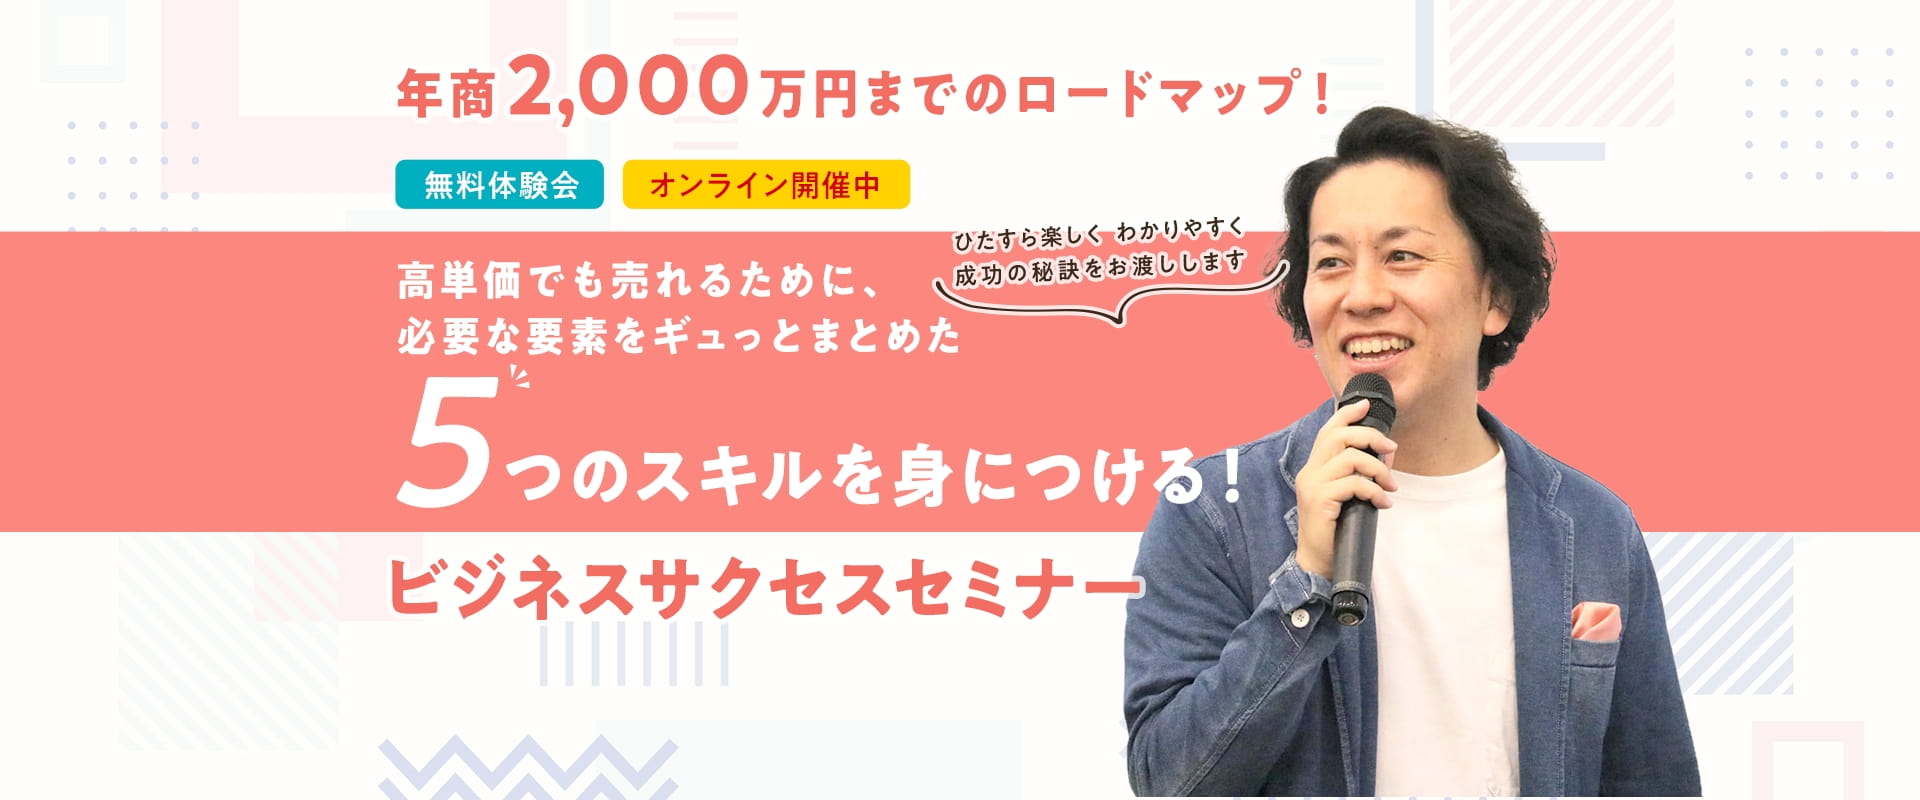 年商2,000万円までのロードマップ！
無料体験会 オンライン開催中
ひたすら楽しく わかりやすく
成功の秘訣をお渡しします
高単価でも売れるために、
必要な要素をギュっとまとめた
5つのスキルを身につける！
ビジネスサクセスセミナー